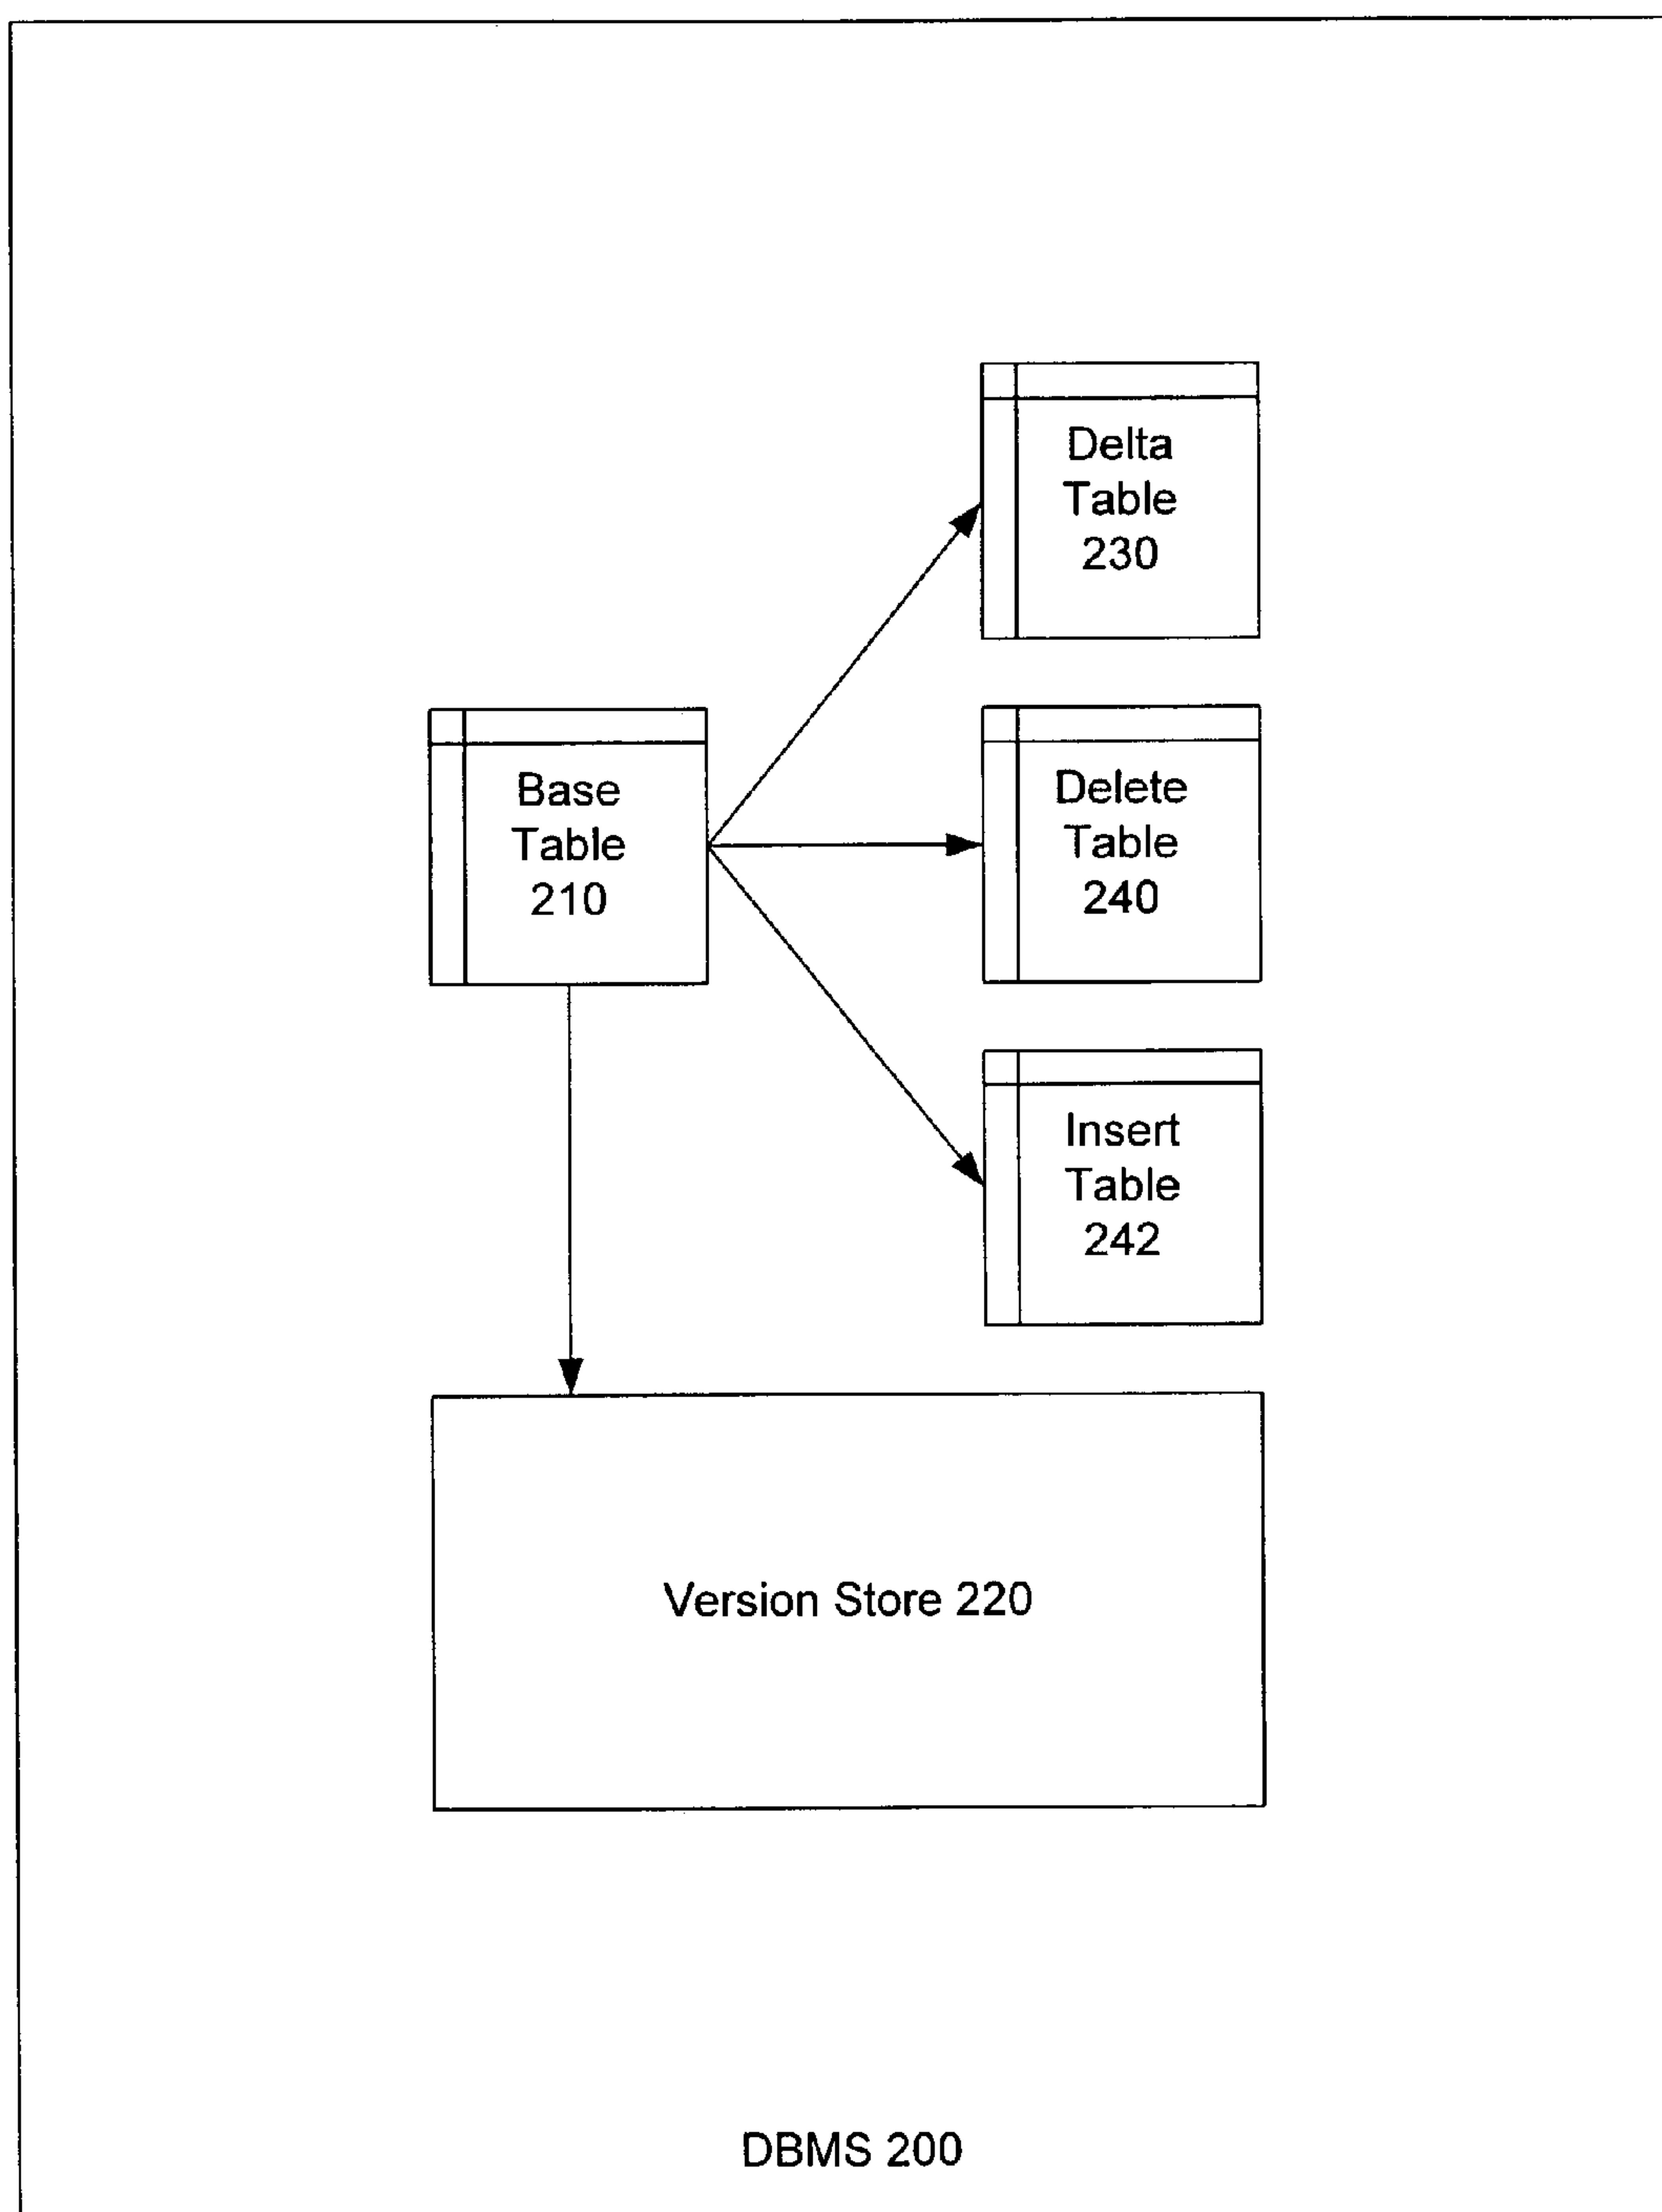 Delta
Table
230
Base
Table
210
Delete
Table
240
Insert
Table
242
Version Store 220
DBMS 200